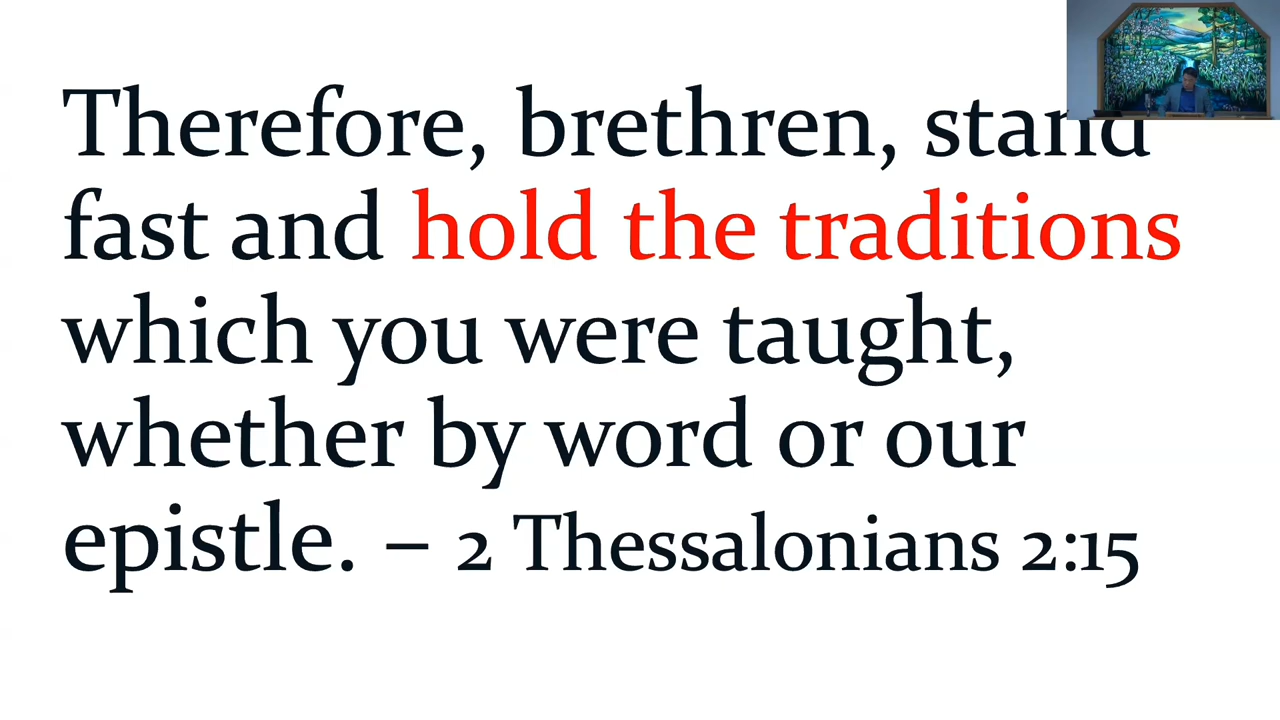 Therefore, brethren, stand
fast and hold the traditions
which you were taught,
whether by word or our
epistle. – 2 Thessalonians 2:15